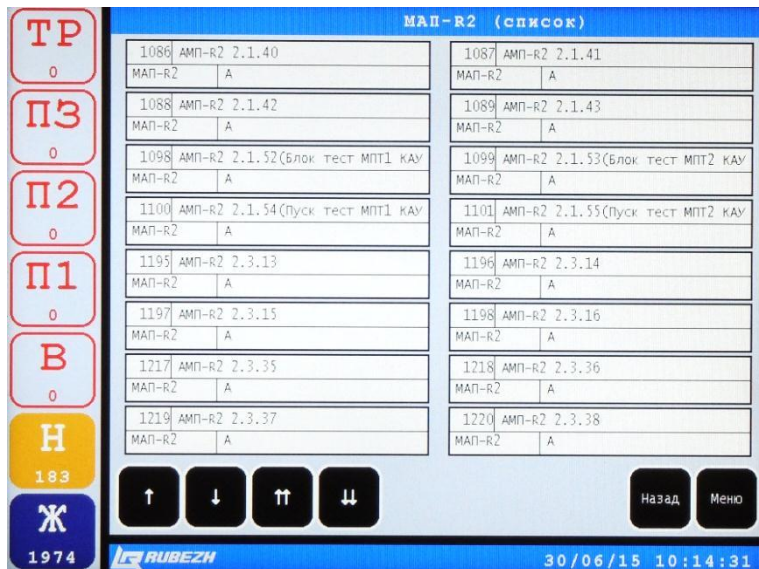 МАП-R2 (список)
ТР
0
ПЗ
0
П2
0
П1
0
В
0
Н
183
Ж
1974
1086 АМП-R2 2.1.40
МАП-R2 А
1087 АМП-R2 2.1.41
МАП-R2 А
1088 АМП-R2 2.1.42
МАП-R2 А
1089 АМП-R2 2.1.43
МАП-R2 А
1098 АМП-R2 2.1.52(Блок тест МПТ1 КАУ
МАП-R2 А
1099 АМП-R2 2.1.53(Блок тест МПТ2 КАУ
МАП-R2 А
1100 АМП-R2 2.1.54(Пуск тест МПТ1 КАУ
МАП-R2 А
1101 АМП-R2 2.1.55(Пуск тест МПТ2 КАУ
МАП-R2 А
1195 АМП-R2 2.3.13
МАП-R2 А
1196 АМП-R2 2.3.14
МАП-R2 А
1197 АМП-R2 2.3.15
МАП-R2 А
1198 АМП-R2 2.3.16
МАП-R2 А
1217 АМП-R2 2.3.35
МАП-R2 А
1218 АМП-R2 2.3.36
МАП-R2 А
1219 АМП-R2 2.3.37
МАП-R2 А
1220 АМП-R2 2.3.38
МАП-R2 А
Назад
Меню
RUBEZH
30/06/15 10:14:31